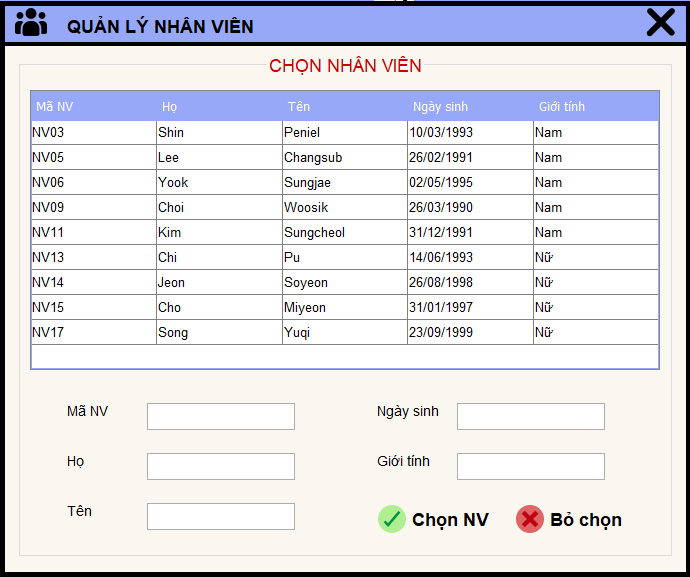 QUẢN LÝ NHÂN VIÊN
CHỌN NHÂN VIÊN
Mã NV Họ Tên Ngày sinh Giới tính
NV03 Shin Peniel 10/03/1993 Nam
NV05 Lee Changsub 26/02/1991 Nam
NV06 Yook Sungjae 02/05/1995 Nam
NV09 Choi Woosik 26/03/1990 Nam
NV11 Kim Sungcheol 31/12/1991 Nam
NV13 Chi Pu 14/06/1993 Nữ
NV14 Jeon Soyeon 26/08/1998 Nữ
NV15 Cho Miyeon 31/01/1997 Nữ
NV17 Song Yuqi 23/09/1999 Nữ
Mã NV Ngày sinh
Họ Giới tính
Tên Chọn NV Bỏ chọn